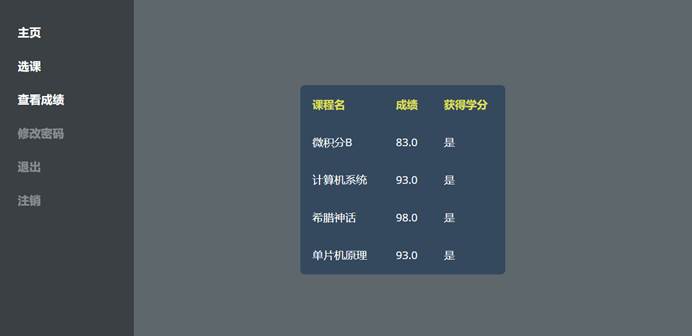 主页
选课
查看成绩
修改密码
退出
注销
课程名 成绩 获得学分
微积分B 83.0 是
计算机系统 93.0 是
希腊神话 98.0 是
单片机原理 93.0 是